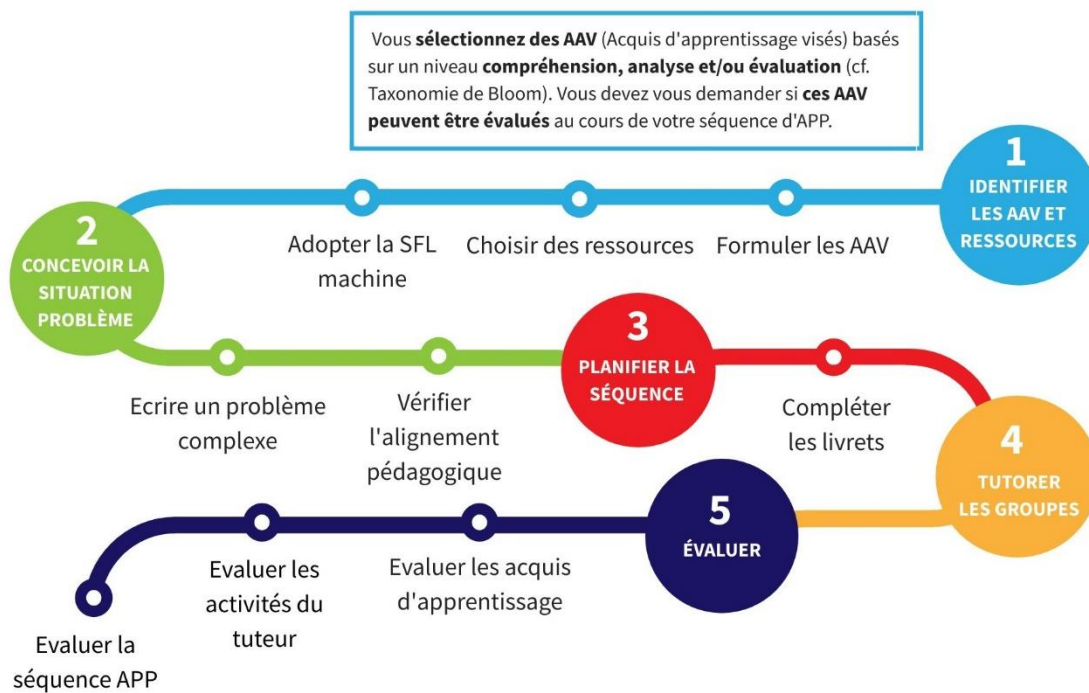 Vous sélectionnez des AAV (Acquis d'apprentissage visés) basés
sur un niveau compréhension, analyse et/ou évaluation (cf.
Taxonomie de Bloom). Vous devez vous demander si ces AAV
peuvent être évalués au cours de votre séquence d'APP.
1
IDENTIFIER
LES AAV ET
RESSOURCES
Formuler les AAV
Choisir des ressources
Adopter la SFL
machine
2
CONCEVOIR LA
SITUATION
PROBLÈME
Ecrire un problème
complexe
Vérifier
l'alignement
pédagogique
3
PLANIFIER LA
SÉQUENCE
Compléter
les livrets
4
TUTORER
LES GROUPES
5
ÉVALUER
Evaluer les acquis
d'apprentissage
Evaluer les
activités du
tuteur
Evaluer la
séquence APP